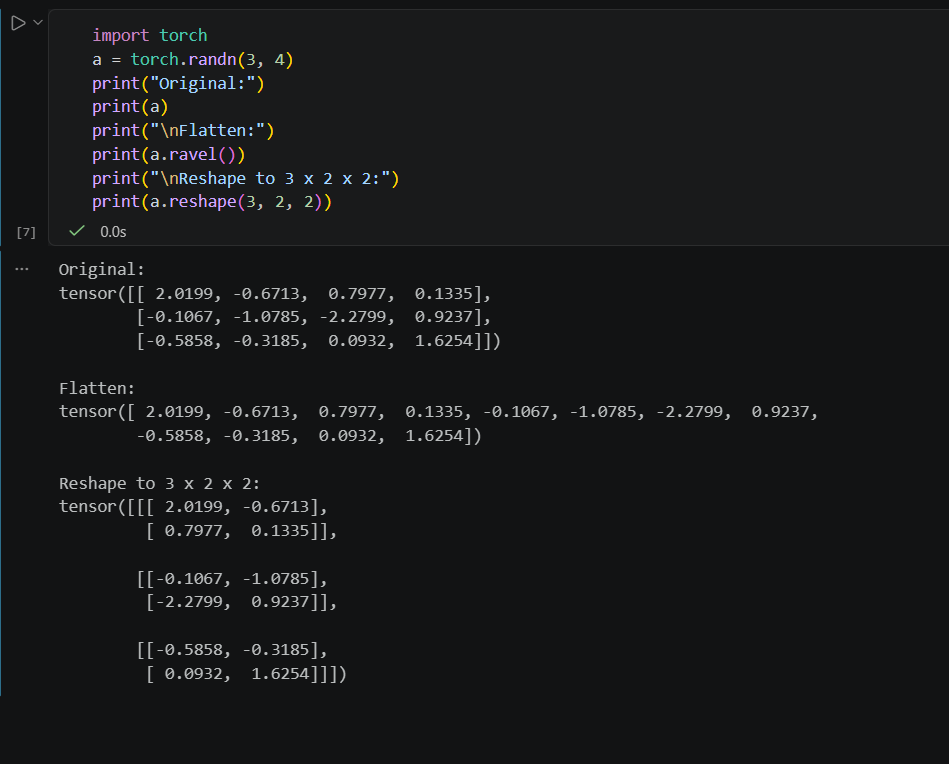 import torch
a = torch.randn(3, 4)
print("Original:")
print(a)
print("\nFlatten:")
print(a.ravel())
print("\nReshape to 3 x 2 x 2:")
print(a.reshape(3, 2, 2))
[7] 0.0s
... Original:
tensor([[ 2.0199, -0.6713,  0.7977,  0.1335],
        [-0.1067, -1.0785, -2.2799,  0.9237],
        [-0.5858, -0.3185,  0.0932,  1.6254]])

Flatten:
tensor([ 2.0199, -0.6713,  0.7977,  0.1335, -0.1067, -1.0785, -2.2799,  0.9237,
        -0.5858, -0.3185,  0.0932,  1.6254])

Reshape to 3 x 2 x 2:
tensor([[[ 2.0199, -0.6713],
         [ 0.7977,  0.1335]],

        [[-0.1067, -1.0785],
         [-2.2799,  0.9237]],

        [[-0.5858, -0.3185],
         [ 0.0932,  1.6254]]])